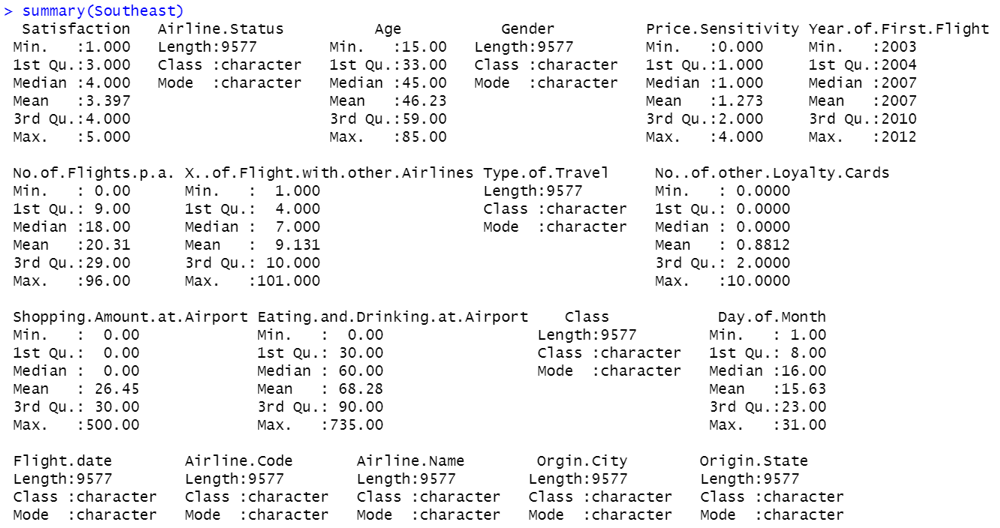 > summary(Southeast)
  Satisfaction   Airline.Status          Age           Gender          Price.Sensitivity Year.of.First.Flight
 Min.   :1.000   Length:9577        Min.   :15.00   Length:9577        Min.   :0.000     Min.   :2003
 1st Qu.:3.000   Class :character   1st Qu.:33.00   Class :character   1st Qu.:1.000     1st Qu.:2004
 Median :4.000   Mode  :character   Median :45.00   Mode  :character   Median :1.000     Median :2007
 Mean   :3.397                      Mean   :46.23                      Mean   :1.273     Mean   :2007
 3rd Qu.:4.000                      3rd Qu.:59.00                      3rd Qu.:2.000     3rd Qu.:2010
 Max.   :5.000                      Max.   :85.00                      Max.   :4.000     Max.   :2012

 No.of.Flights.p.a. X..of.Flight.with.other.Airlines Type.of.Travel     No..of.other.Loyalty.Cards
 Min.   : 0.00      Min.   :  1.000                  Length:9577        Min.   : 0.0000
 1st Qu.: 9.00      1st Qu.:  4.000                  Class :character   1st Qu.: 0.0000
 Median :18.00      Median :  7.000                  Mode  :character   Median : 0.0000
 Mean   :20.31      Mean   :  9.131                                     Mean   : 0.8812
 3rd Qu.:29.00      3rd Qu.: 10.000                                     3rd Qu.: 2.0000
 Max.   :96.00      Max.   :101.000                                     Max.   :10.0000

 Shopping.Amount.at.Airport Eating.and.Drinking.at.Airport    Class            Day.of.Month
 Min.   :  0.00             Min.   :  0.00                 Length:9577        Min.   : 1.00
 1st Qu.:  0.00             1st Qu.: 30.00                 Class :character   1st Qu.: 8.00
 Median :  0.00             Median : 60.00                 Mode  :character   Median :16.00
 Mean   : 26.45             Mean   : 68.28                                    Mean   :15.63
 3rd Qu.: 30.00             3rd Qu.: 90.00                                    3rd Qu.:23.00
 Max.   :500.00             Max.   :735.00                                    Max.   :31.00

 Flight.date        Airline.Code       Airline.Name        Orgin.City        Origin.State
 Length:9577        Length:9577        Length:9577        Length:9577        Length:9577
 Class :character   Class :character   Class :character   Class :character   Class :character
 Mode  :character   Mode  :character   Mode  :character   Mode  :character   Mode  :character